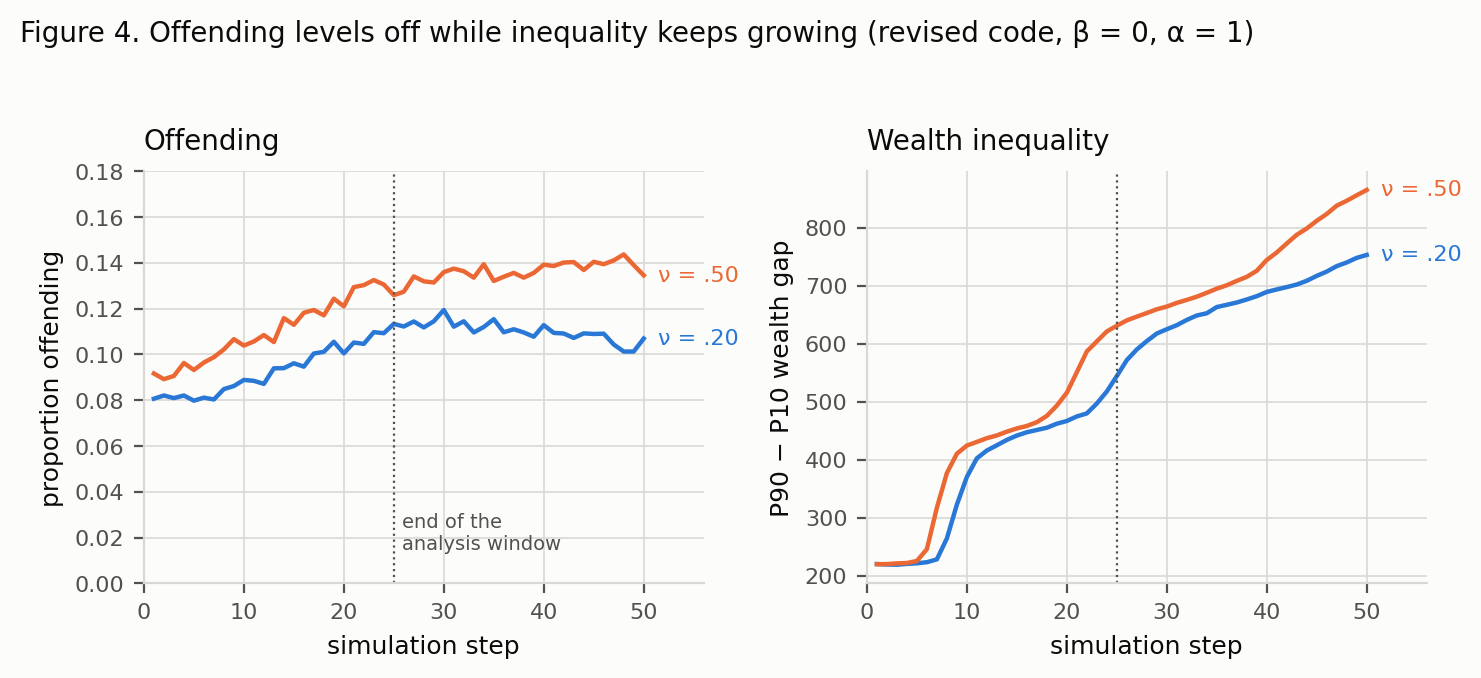 Figure 4. Offending levels off while inequality keeps growing (revised code, β = 0, α = 1)
Offending
0.18
0.16
0.14
0.12
0.10
0.08
0.06
0.04
0.02
0.00
proportion offending
ν = .50
ν = .20
end of the
analysis window
0 10 20 30 40 50
simulation step
Wealth inequality
800
700
600
500
400
300
200
P90 − P10 wealth gap
ν = .50
ν = .20
0 10 20 30 40 50
simulation step